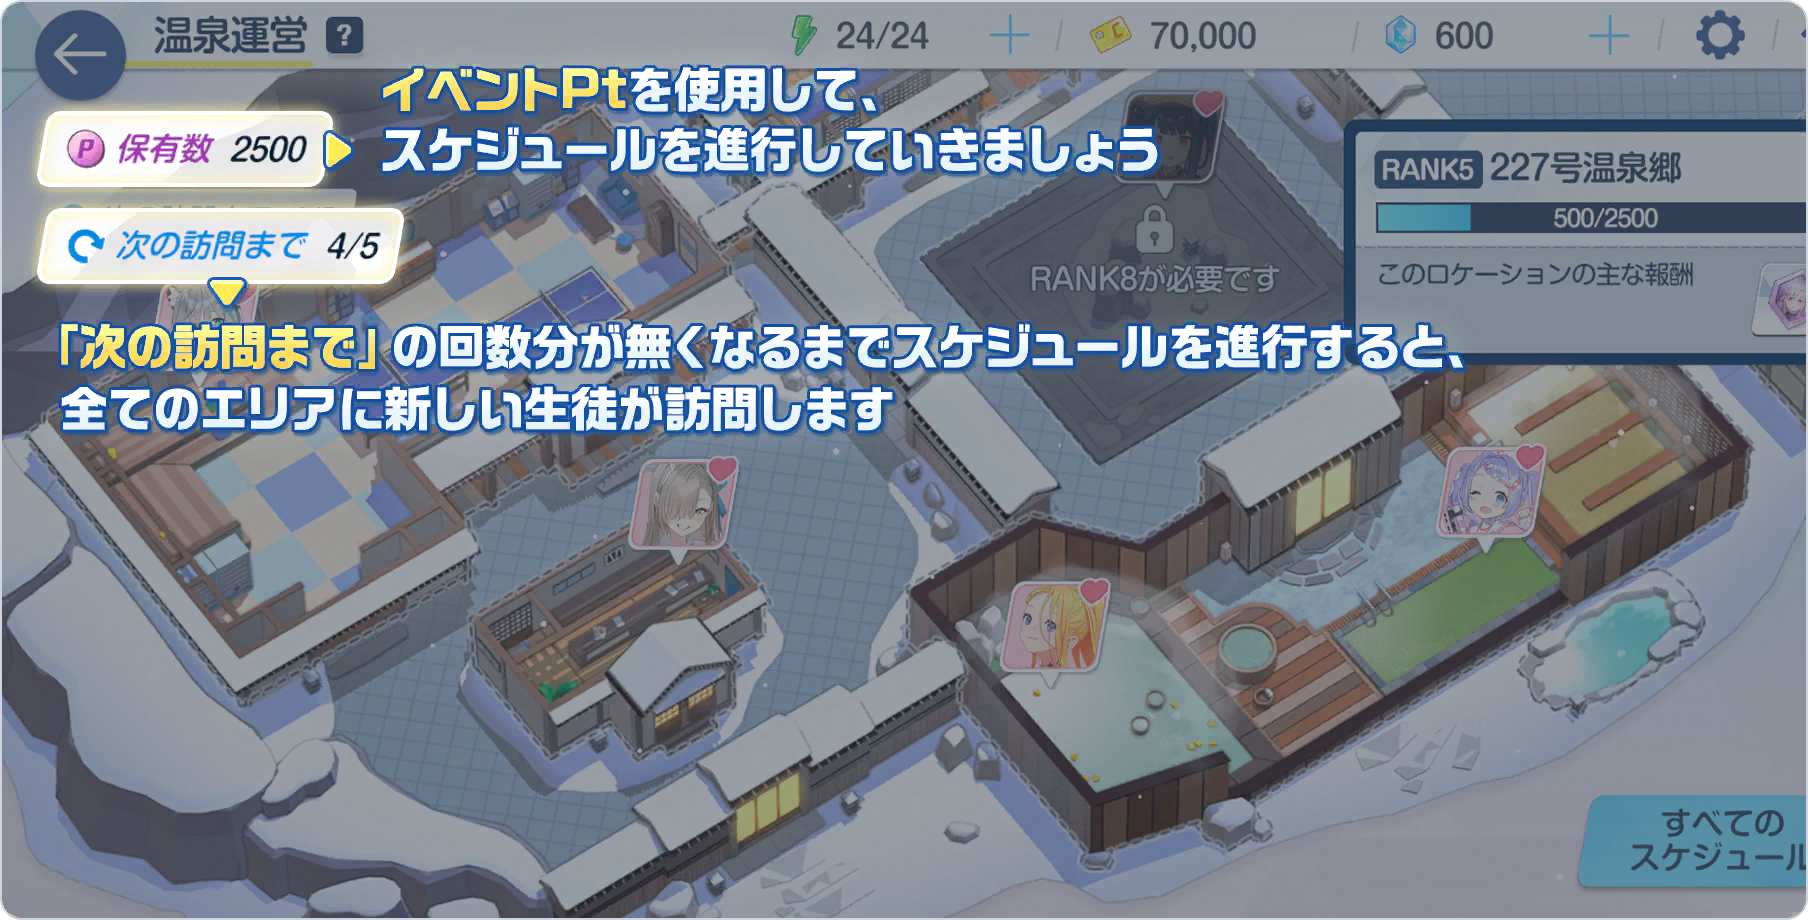 温泉運営 ?
24/24
70,000
600
イベントPtを使用して、
スケジュールを進行していきましょう
P 保有数 2500
次の訪問まで 4/5
「次の訪問まで」の回数分が無くなるまでスケジュールを進行すると、
全てのエリアに新しい生徒が訪問します
RANK8が必要です
RANK5 227号温泉郷
500/2500
このロケーションの主な報酬
すべての
スケジュール